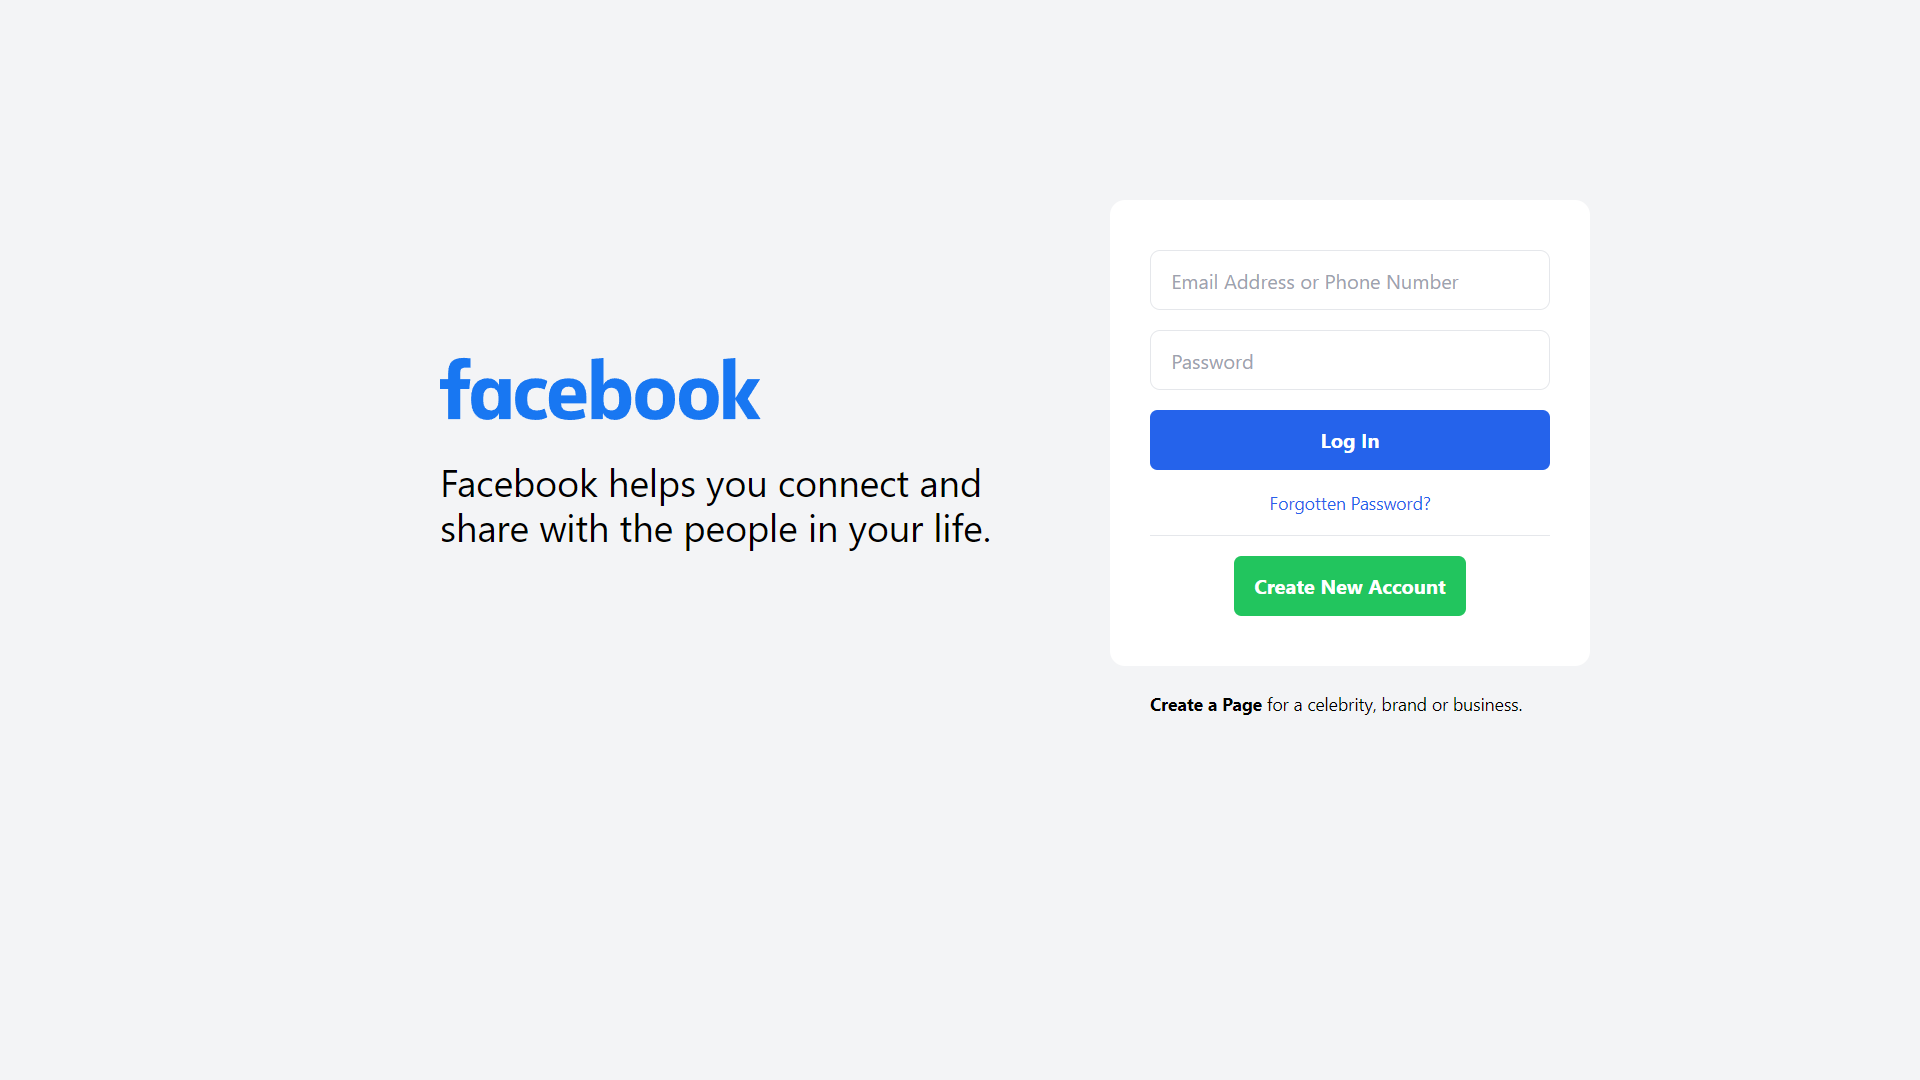 facebook
Facebook helps you connect and
share with the people in your life.
Email Address or Phone Number
Password
Log In
Forgotten Password?
Create New Account
Create a Page for a celebrity, brand or business.